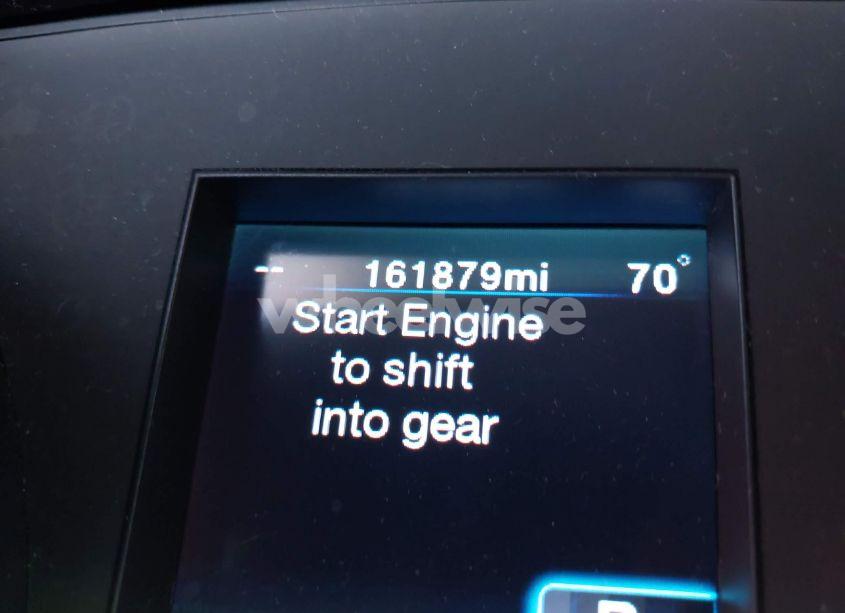 -- 161879mi 70°
Start Engine
to shift
into gear